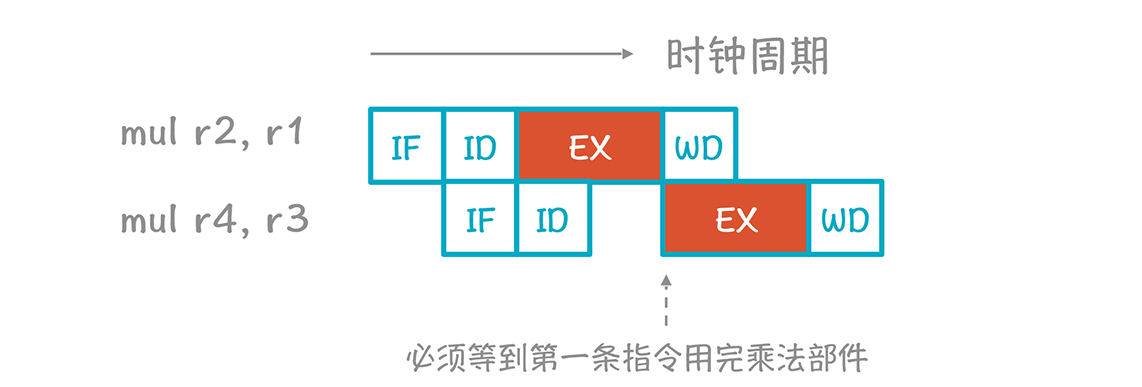 时钟周期
mul r2, r1 IF ID EX WD
mul r4, r3 IF ID EX WD
必须等到第一条指令用完乘法部件